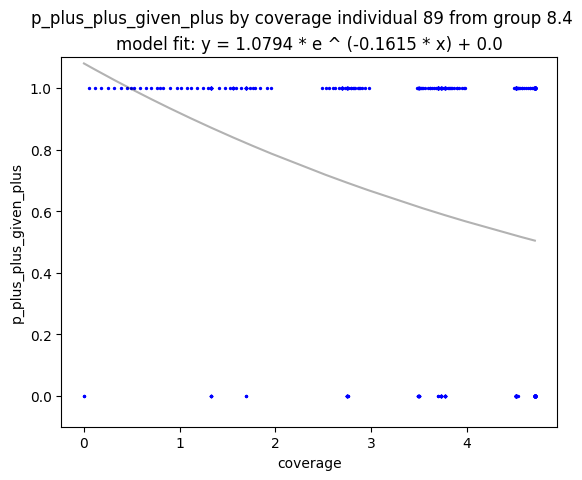 p_plus_plus_given_plus by coverage individual 89 from group 8.4
model fit: y = 1.0794 * e ^ (-0.1615 * x) + 0.0
1.0
0.8
0.6
0.4
0.2
0.0
p_plus_plus_given_plus
0 1 2 3 4
coverage